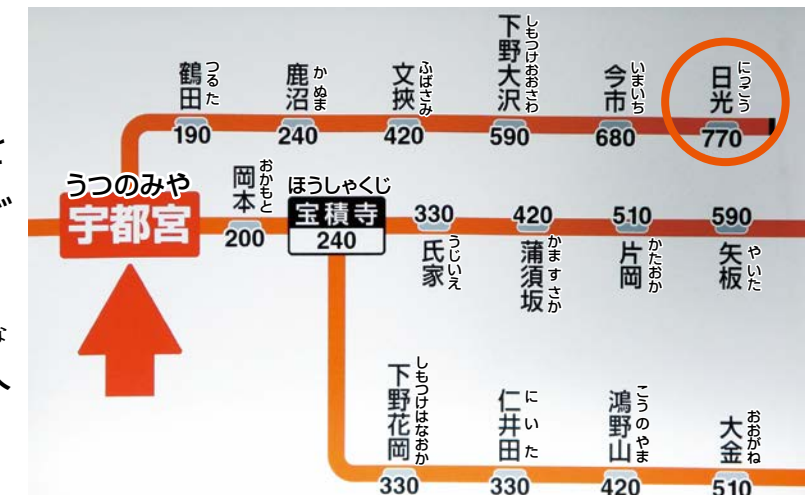 つるた
鶴田
190
かぬま
鹿沼
240
ふばさみ
文挾
420
しもつけおおさわ
下野大沢
590
いまいち
今市
680
にっこう
日光
770
うつのみや
宇都宮
おかもと
岡本
200
ほうしゃくじ
宝積寺
240
330
うじいえ
氏家
420
かますさか
蒲須坂
510
かたおか
片岡
590
やいた
矢板
しもつけはなおか
下野花岡
330
にいた
仁井田
330
こうのやま
鴻野山
420
おおがね
大金
510